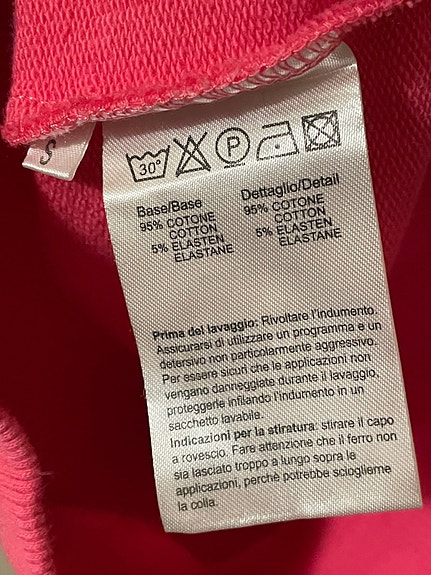 S
30°
P
Base/Base
95% COTONE
COTTON
5% ELASTEN
ELASTANE
Dettaglio/Detail
95% COTONE
COTTON
5% ELASTEN
ELASTANE
Prima del lavaggio: Rivoltare l'indumento.
Assicurarsi di utilizzare un programma e un
detersivo non particolarmente aggressivo.
Per essere sicuri che le applicazioni non
vengano danneggiate durante il lavaggio,
proteggerle infilando l'indumento in un
sacchetto lavabile.
Indicazioni per la stiratura: stirare il capo
a rovescio. Fare attenzione che il ferro non
sia lasciato troppo a lungo sopra le
applicazioni, perchè potrebbe scioglierne
la colla.